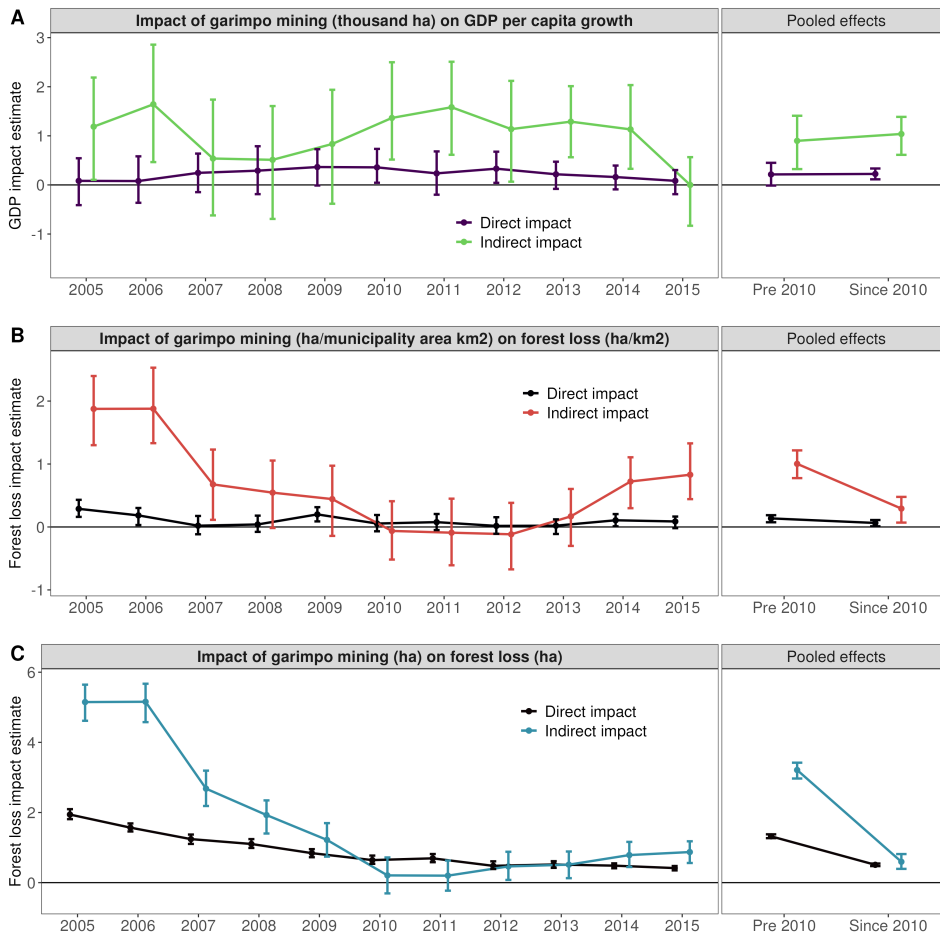 A
Impact of garimpo mining (thousand ha) on GDP per capita growth
Pooled effects
GDP impact estimate
3
2
1
0
-1
Direct impact
Indirect impact
2005 2006 2007 2008 2009 2010 2011 2012 2013 2014 2015
Pre 2010 Since 2010
B
Impact of garimpo mining (ha/municipality area km2) on forest loss (ha/km2)
Pooled effects
Forest loss impact estimate
2
1
0
-1
Direct impact
Indirect impact
2005 2006 2007 2008 2009 2010 2011 2012 2013 2014 2015
Pre 2010 Since 2010
C
Impact of garimpo mining (ha) on forest loss (ha)
Pooled effects
Forest loss impact estimate
6
4
2
0
Direct impact
Indirect impact
2005 2006 2007 2008 2009 2010 2011 2012 2013 2014 2015
Pre 2010 Since 2010